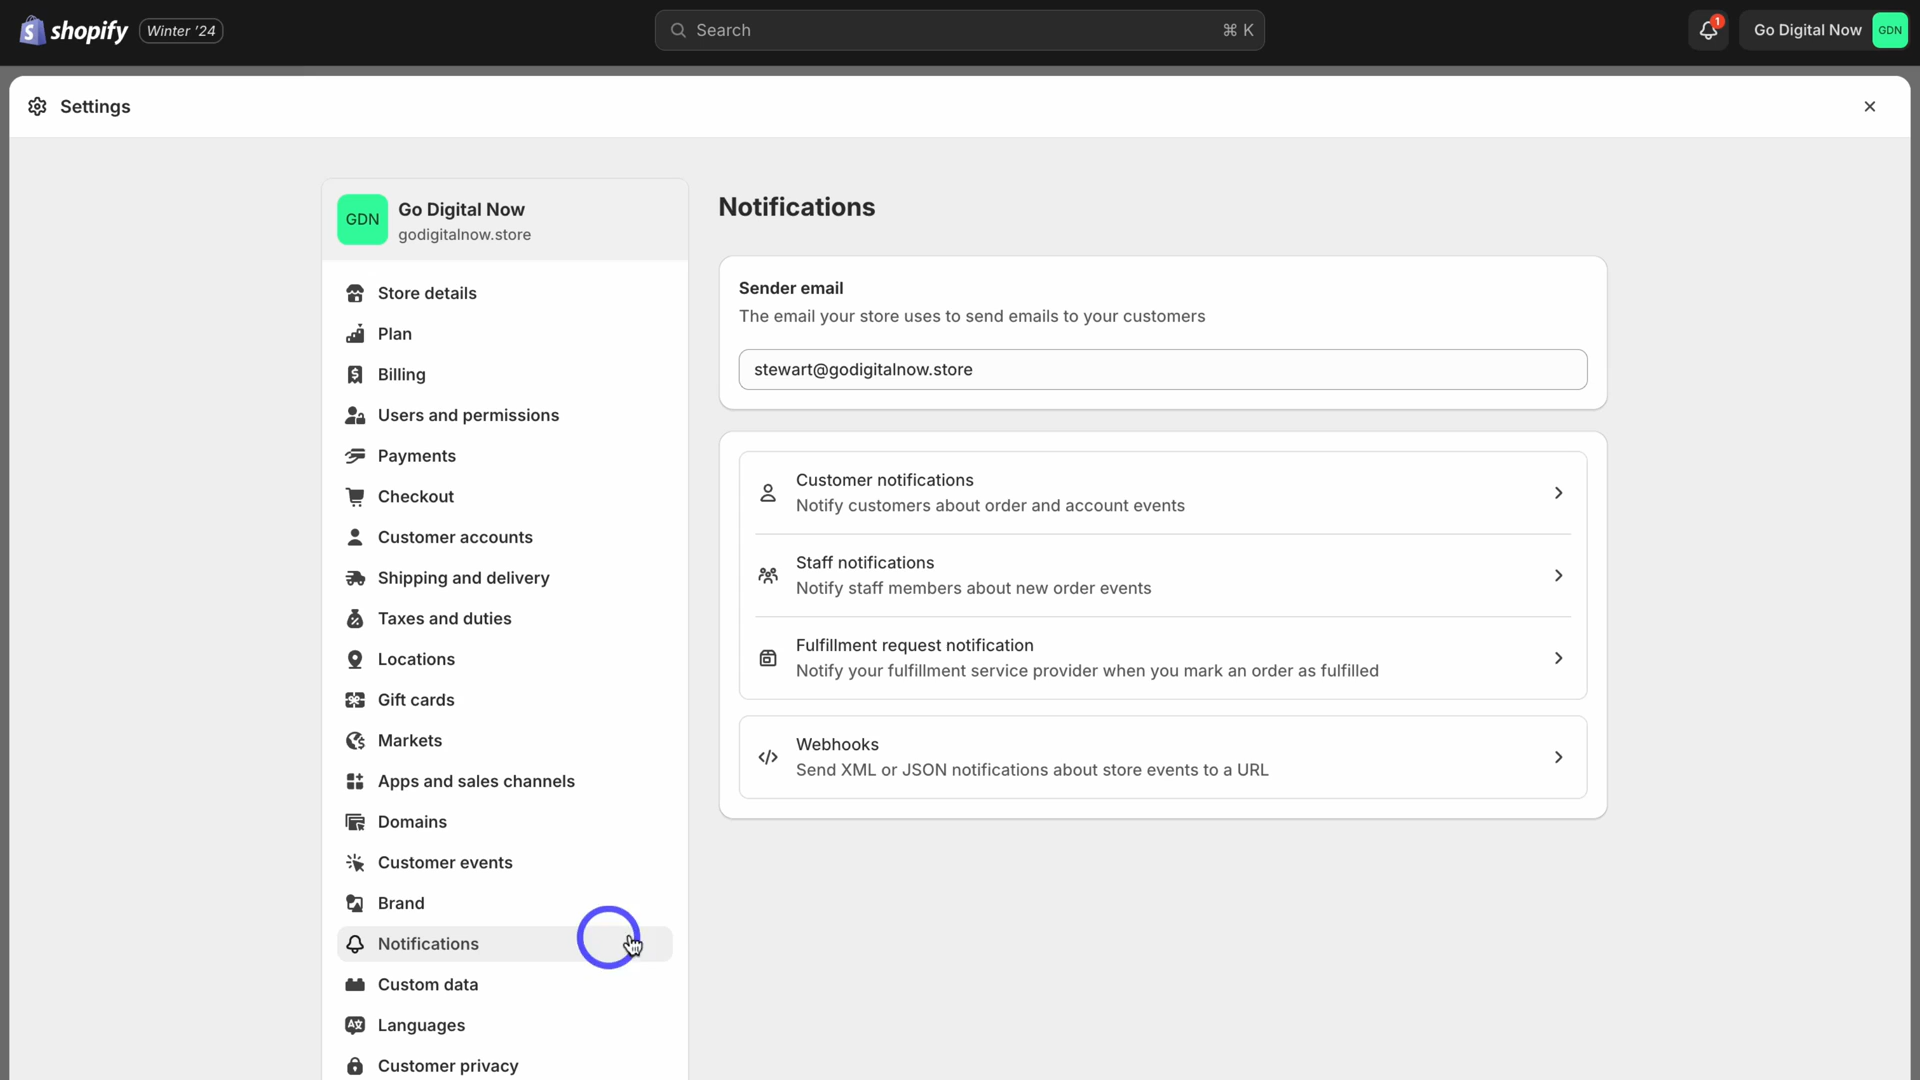 shopify Winter '24
Search ⌘ K
1
Go Digital Now GDN
Settings
GDN
Go Digital Now
godigitalnow.store
Store details
Plan
Billing
Users and permissions
Payments
Checkout
Customer accounts
Shipping and delivery
Taxes and duties
Locations
Gift cards
Markets
Apps and sales channels
Domains
Customer events
Brand
Notifications
Custom data
Languages
Customer privacy
Notifications
Sender email
The email your store uses to send emails to your customers
stewart@godigitalnow.store
Customer notifications
Notify customers about order and account events
Staff notifications
Notify staff members about new order events
Fulfillment request notification
Notify your fulfillment service provider when you mark an order as fulfilled
Webhooks
Send XML or JSON notifications about store events to a URL